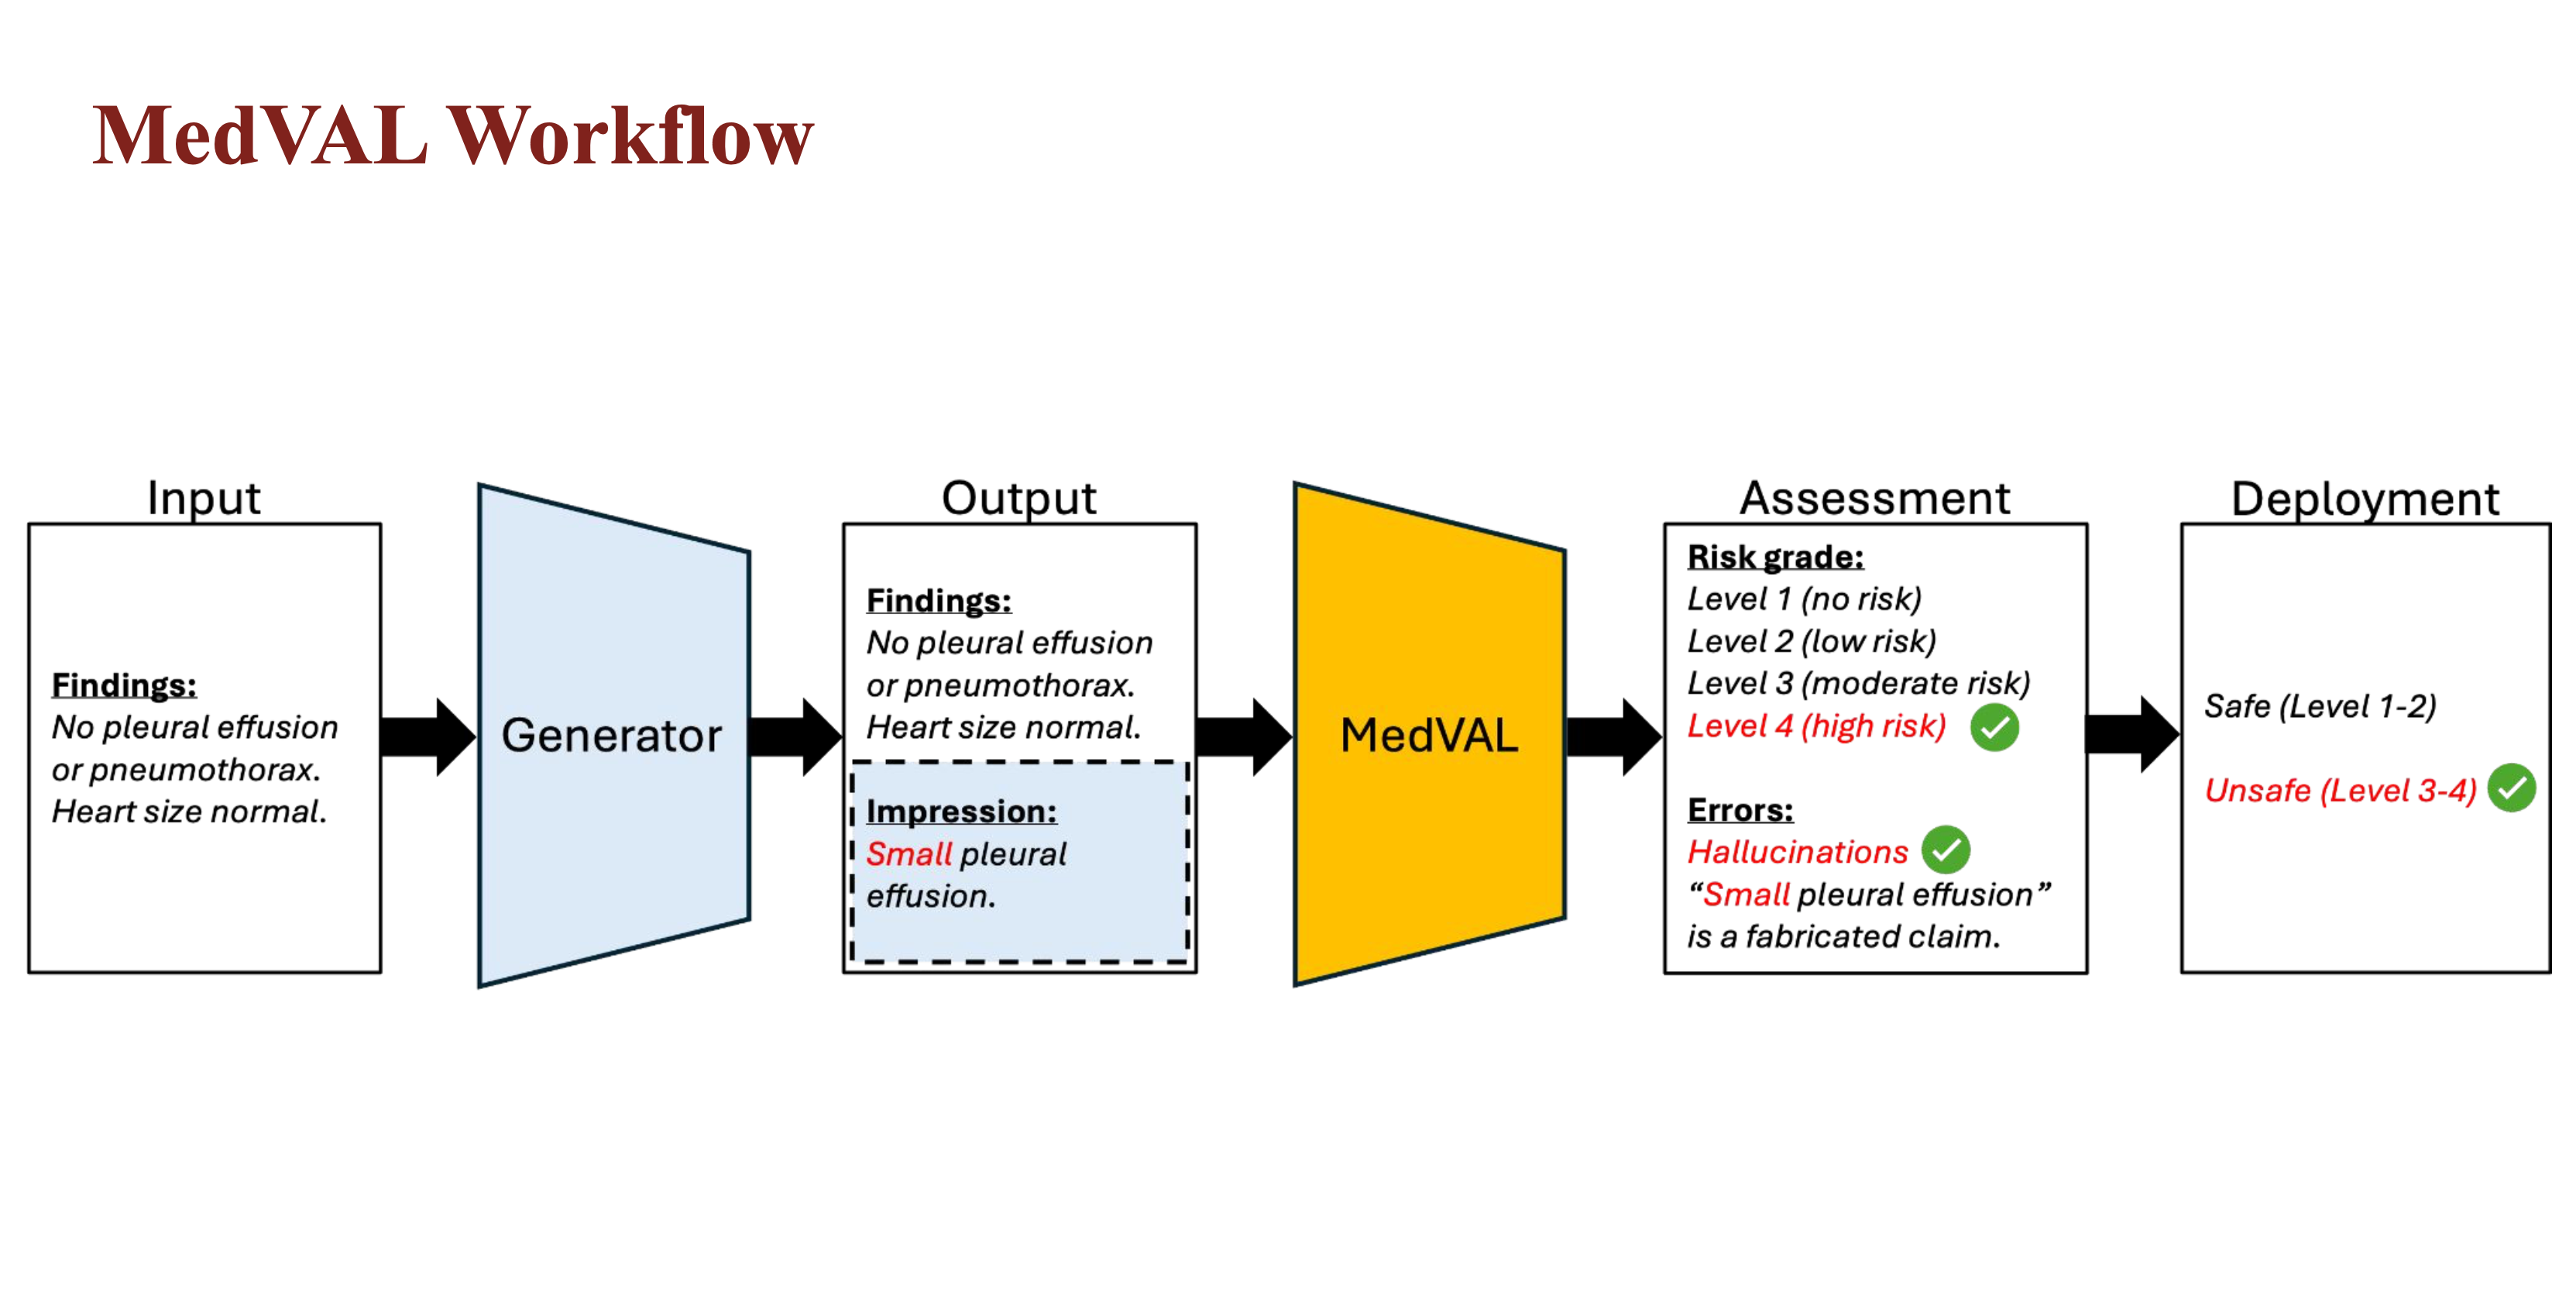 MedVAL Workflow
Input
Findings:
No pleural effusion
or pneumothorax.
Heart size normal.
Generator
Output
Findings:
No pleural effusion
or pneumothorax.
Heart size normal.
Impression:
Small pleural
effusion.
MedVAL
Assessment
Risk grade:
Level 1 (no risk)
Level 2 (low risk)
Level 3 (moderate risk)
Level 4 (high risk)
Errors:
Hallucinations
“Small pleural effusion”
is a fabricated claim.
Deployment
Safe (Level 1-2)
Unsafe (Level 3-4)